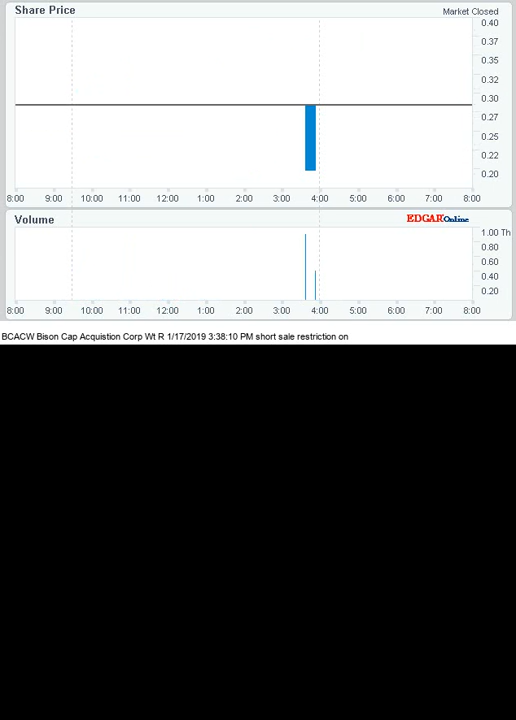 Share Price
Market Closed
0.40
0.37
0.35
0.32
0.30
0.27
0.25
0.22
0.20
8:00 9:00 10:00 11:00 12:00 1:00 2:00 3:00 4:00 5:00 6:00 7:00 8:00
Volume
EDGAR Online
1.00 Th
0.80
0.60
0.40
0.20
8:00 9:00 10:00 11:00 12:00 1:00 2:00 3:00 4:00 5:00 6:00 7:00 8:00
BCACW Bison Cap Acquistion Corp Wt R 1/17/2019 3:38:10 PM short sale restriction on